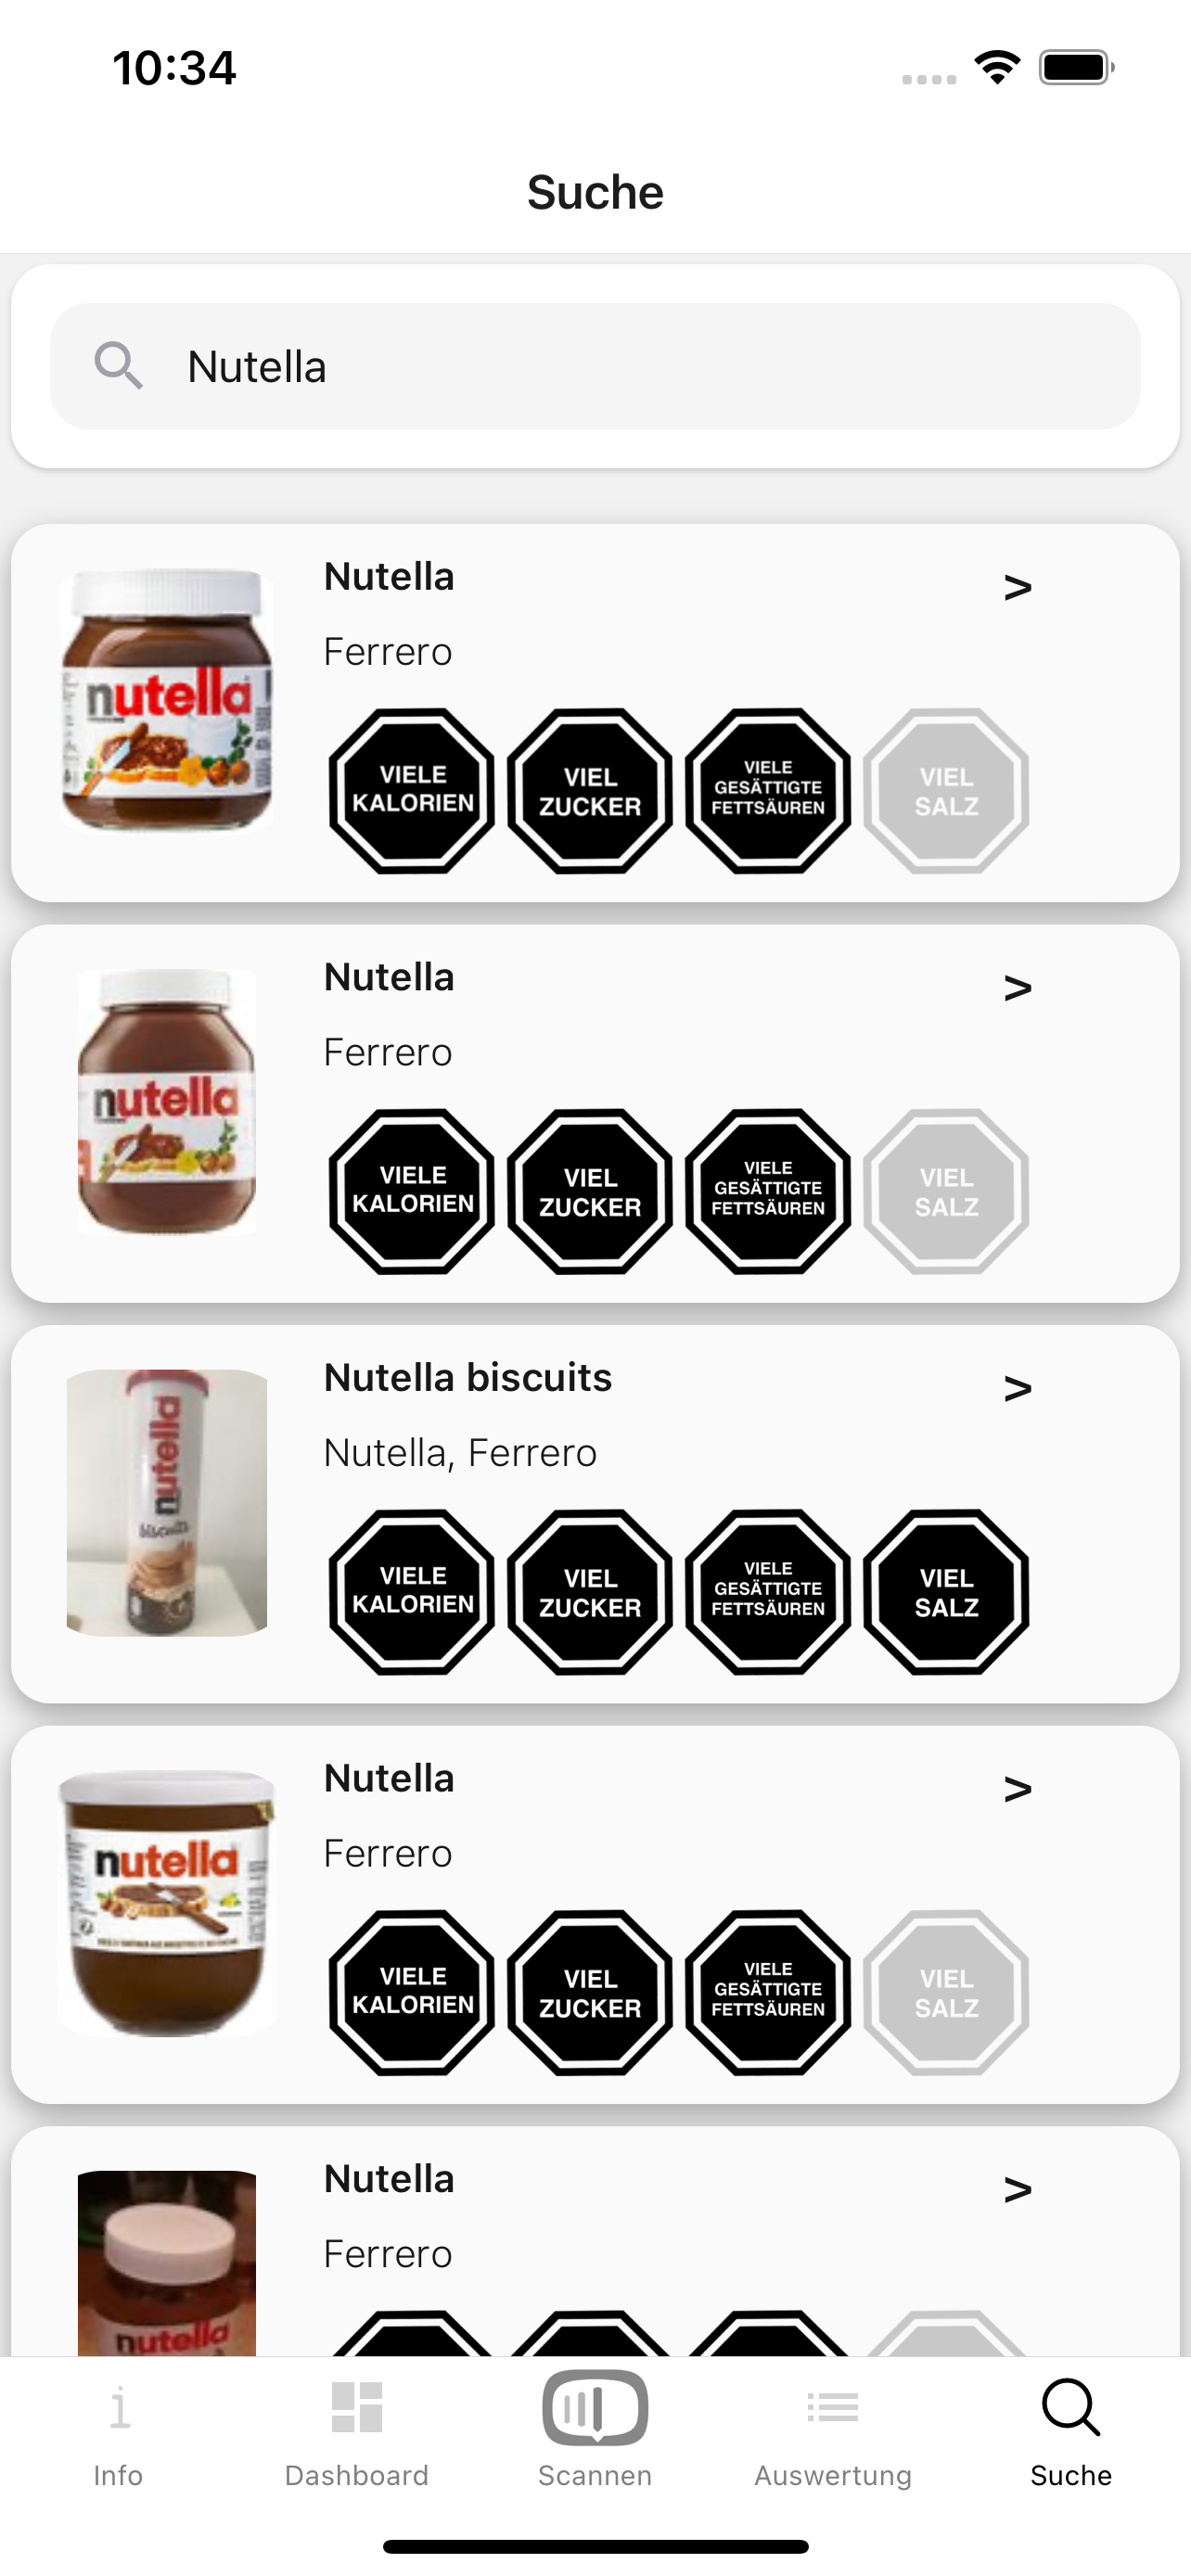 10:34
Suche
Nutella
Nutella
>
Ferrero
nutella
VIELE
KALORIEN
VIEL
ZUCKER
VIELE
GESÄTTIGTE
FETTSÄUREN
VIEL
SALZ
Nutella
>
Ferrero
nutella
VIELE
KALORIEN
VIEL
ZUCKER
VIELE
GESÄTTIGTE
FETTSÄUREN
VIEL
SALZ
Nutella biscuits
>
Nutella, Ferrero
nutella
biscuits
VIELE
KALORIEN
VIEL
ZUCKER
VIELE
GESÄTTIGTE
FETTSÄUREN
VIEL
SALZ
Nutella
>
Ferrero
nutella
VIELE
KALORIEN
VIEL
ZUCKER
VIELE
GESÄTTIGTE
FETTSÄUREN
VIEL
SALZ
Nutella
>
Ferrero
nutella
Info
Dashboard
Scannen
Auswertung
Suche